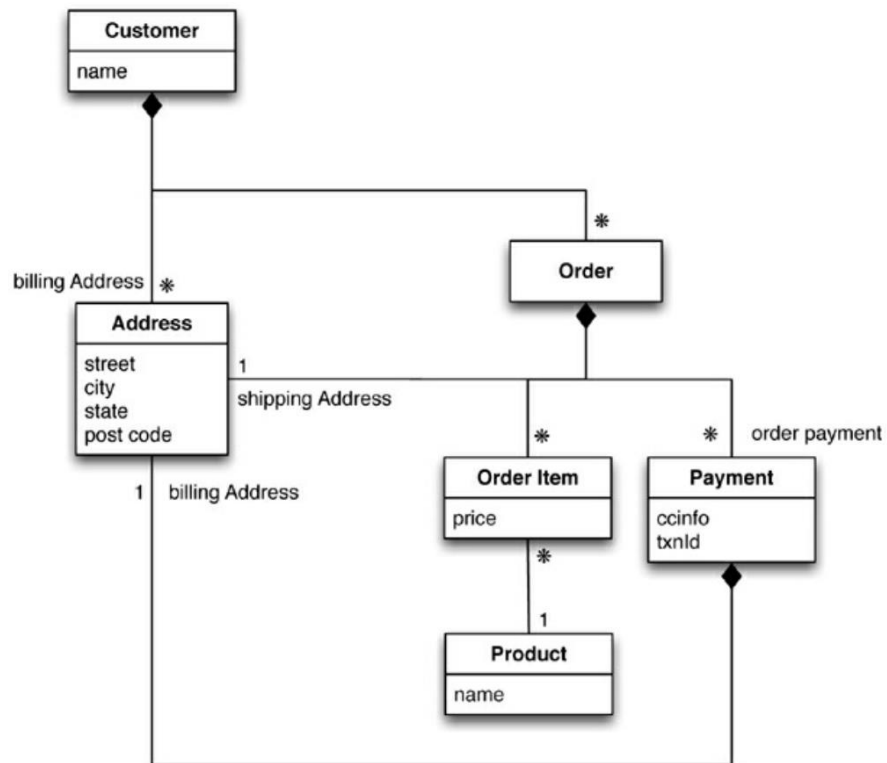 Customer
name
*
Order
billing Address
*
Address
street
city
state
post code
1
shipping Address
*
*
order payment
1
billing Address
Order Item
price
Payment
ccinfo
txnId
*
1
Product
name